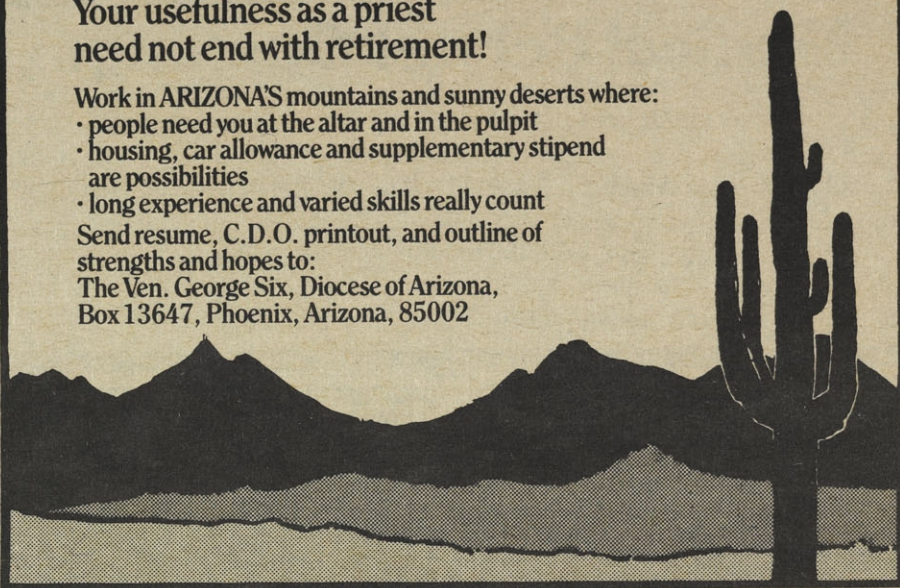 Your usefulness as a priest
need not end with retirement!
Work in ARIZONA'S mountains and sunny deserts where:
· people need you at the altar and in the pulpit
· housing, car allowance and supplementary stipend
are possibilities
· long experience and varied skills really count
Send resume, C.D.O. printout, and outline of
strengths and hopes to:
The Ven. George Six, Diocese of Arizona,
Box 13647, Phoenix, Arizona, 85002